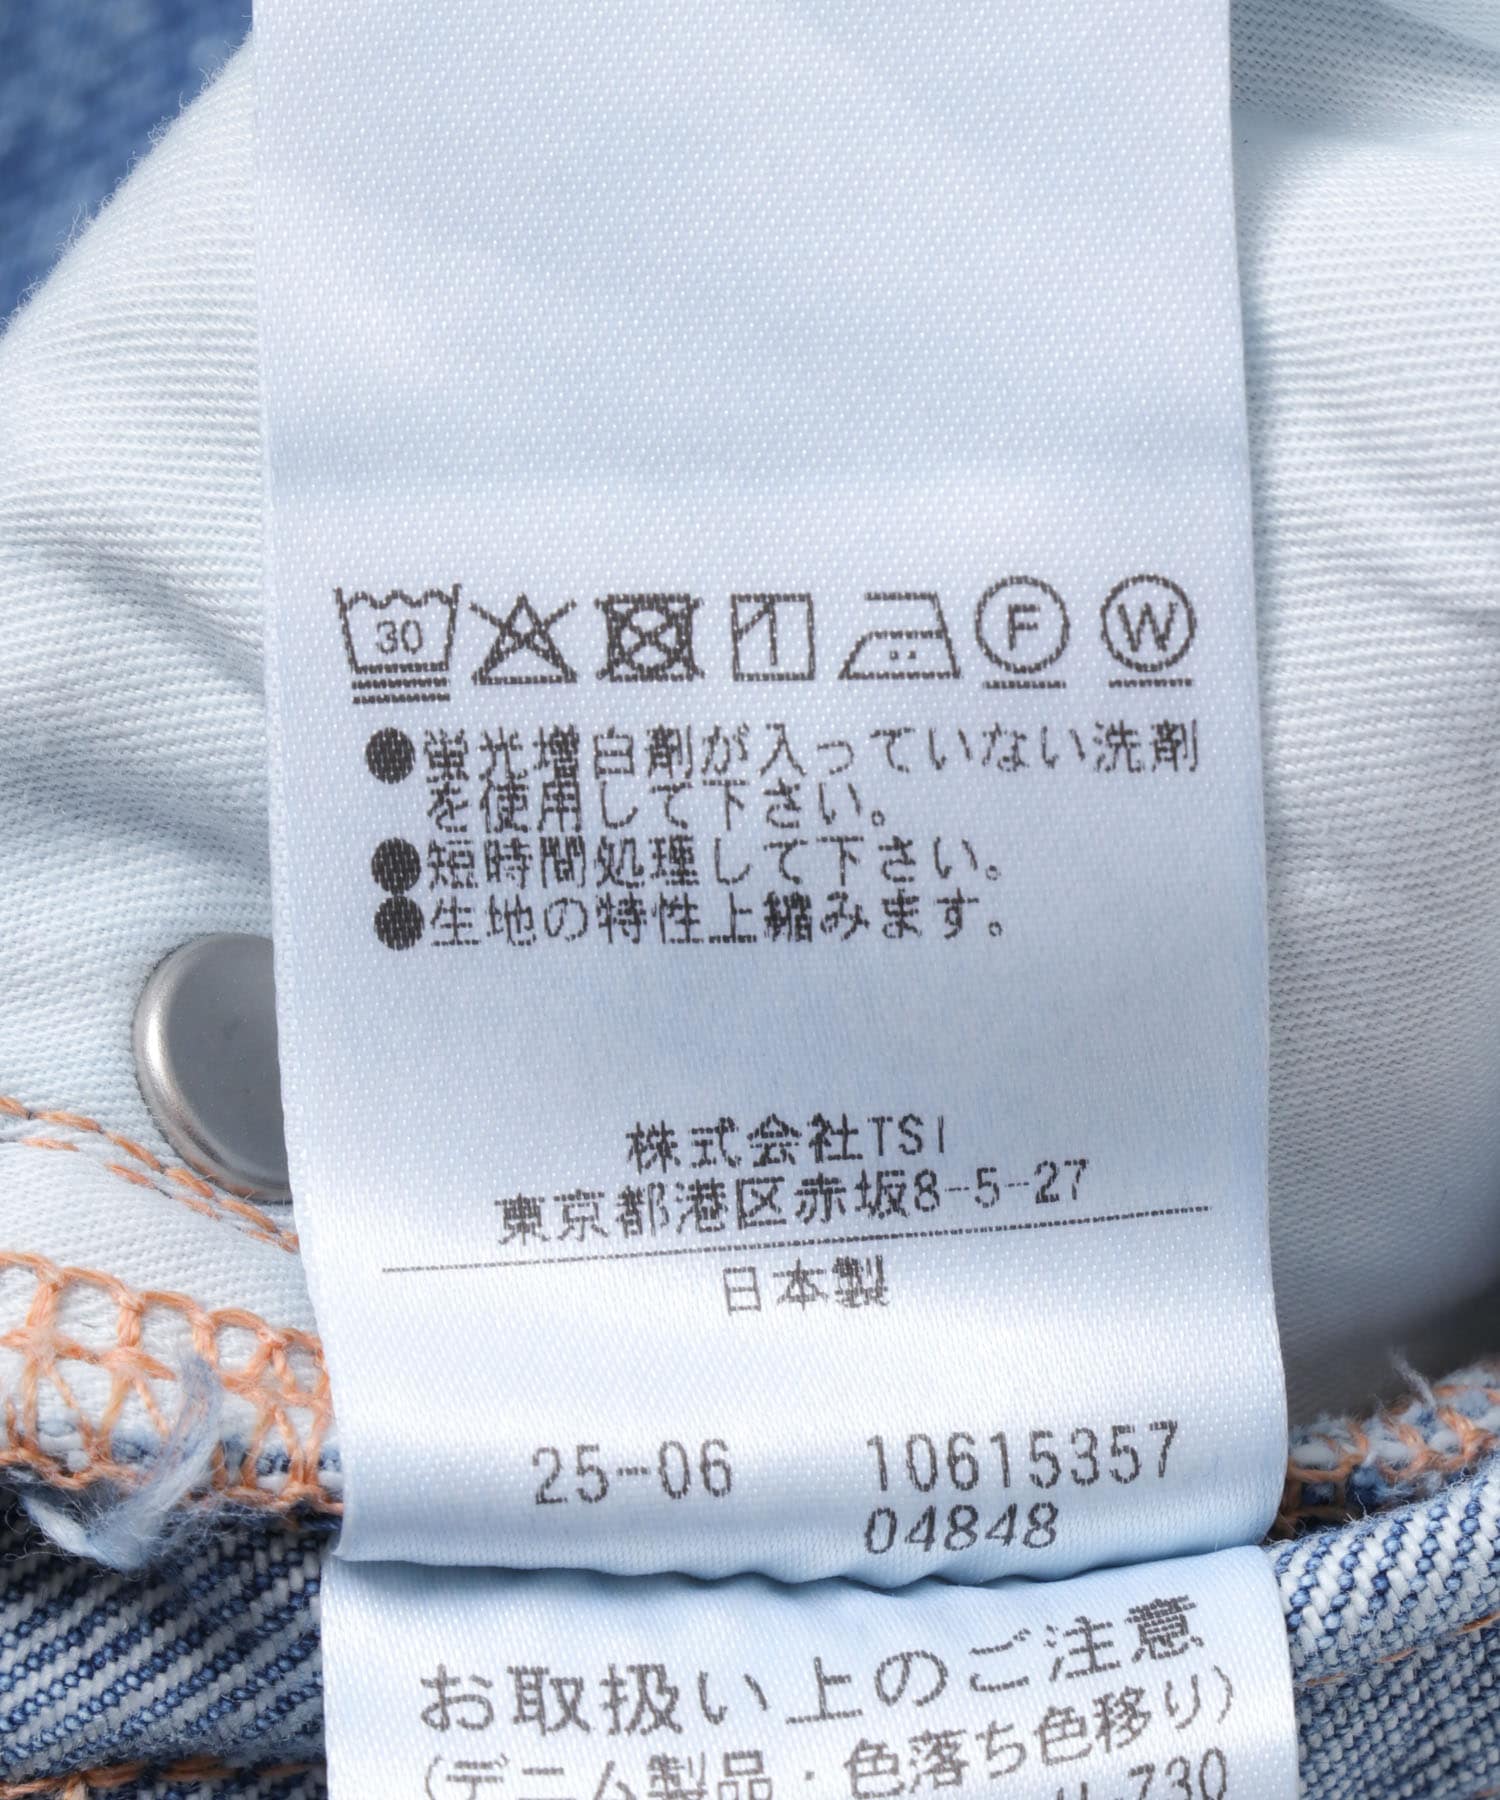 30
F W
●蛍光増白剤が入っていない洗剤
を使用して下さい。
●短時間処理して下さい。
●生地の特性上縮みます。
株式会社TSI
東京都港区赤坂8-5-27
日本製
25-06 10615357
04848
お取扱い上のご注意
(デニム製品・色落ち色移り)
730